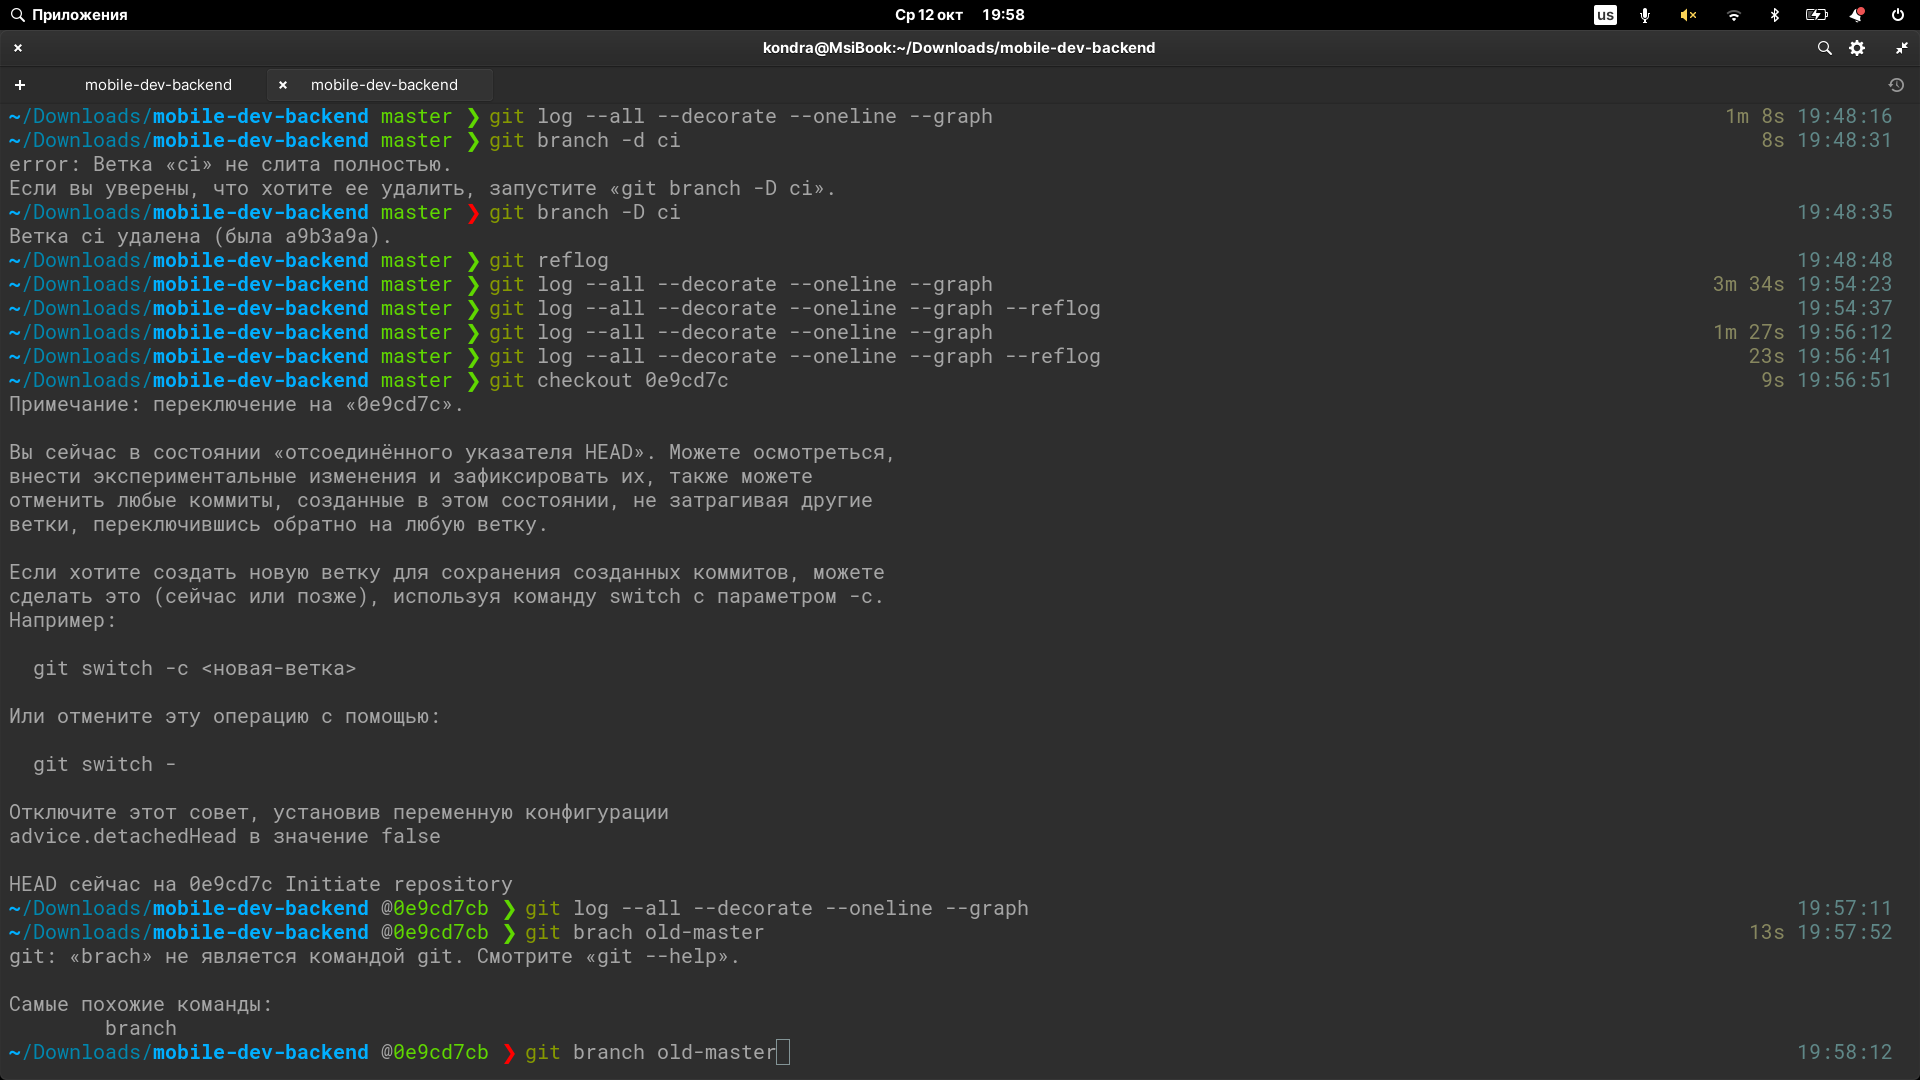 Приложения
Ср 12 окт 19:58
us
kondra@MsiBook:~/Downloads/mobile-dev-backend
mobile-dev-backend
mobile-dev-backend
~/Downloads/mobile-dev-backend master ❯ git log --all --decorate --oneline --graph 1m 8s 19:48:16
~/Downloads/mobile-dev-backend master ❯ git branch -d ci 8s 19:48:31
error: Ветка «ci» не слита полностью.
Если вы уверены, что хотите ее удалить, запустите «git branch -D ci».
~/Downloads/mobile-dev-backend master ❯ git branch -D ci 19:48:35
Ветка ci удалена (была a9b3a9a).
~/Downloads/mobile-dev-backend master ❯ git reflog 19:48:48
~/Downloads/mobile-dev-backend master ❯ git log --all --decorate --oneline --graph 3m 34s 19:54:23
~/Downloads/mobile-dev-backend master ❯ git log --all --decorate --oneline --graph --reflog 19:54:37
~/Downloads/mobile-dev-backend master ❯ git log --all --decorate --oneline --graph 1m 27s 19:56:12
~/Downloads/mobile-dev-backend master ❯ git log --all --decorate --oneline --graph --reflog 23s 19:56:41
~/Downloads/mobile-dev-backend master ❯ git checkout 0e9cd7c 9s 19:56:51
Примечание: переключение на «0e9cd7c».
Вы сейчас в состоянии «отсоединённого указателя HEAD». Можете осмотреться,
внести экспериментальные изменения и зафиксировать их, также можете
отменить любые коммиты, созданные в этом состоянии, не затрагивая другие
ветки, переключившись обратно на любую ветку.
Если хотите создать новую ветку для сохранения созданных коммитов, можете
сделать это (сейчас или позже), используя команду switch с параметром -c.
Например:
git switch -c <новая-ветка>
Или отмените эту операцию с помощью:
git switch -
Отключите этот совет, установив переменную конфигурации
advice.detachedHead в значение false
HEAD сейчас на 0e9cd7c Initiate repository
~/Downloads/mobile-dev-backend @0e9cd7cb ❯ git log --all --decorate --oneline --graph 19:57:11
~/Downloads/mobile-dev-backend @0e9cd7cb ❯ git brach old-master 13s 19:57:52
git: «brach» не является командой git. Смотрите «git --help».
Самые похожие команды:
branch
~/Downloads/mobile-dev-backend @0e9cd7cb ❯ git branch old-master 19:58:12